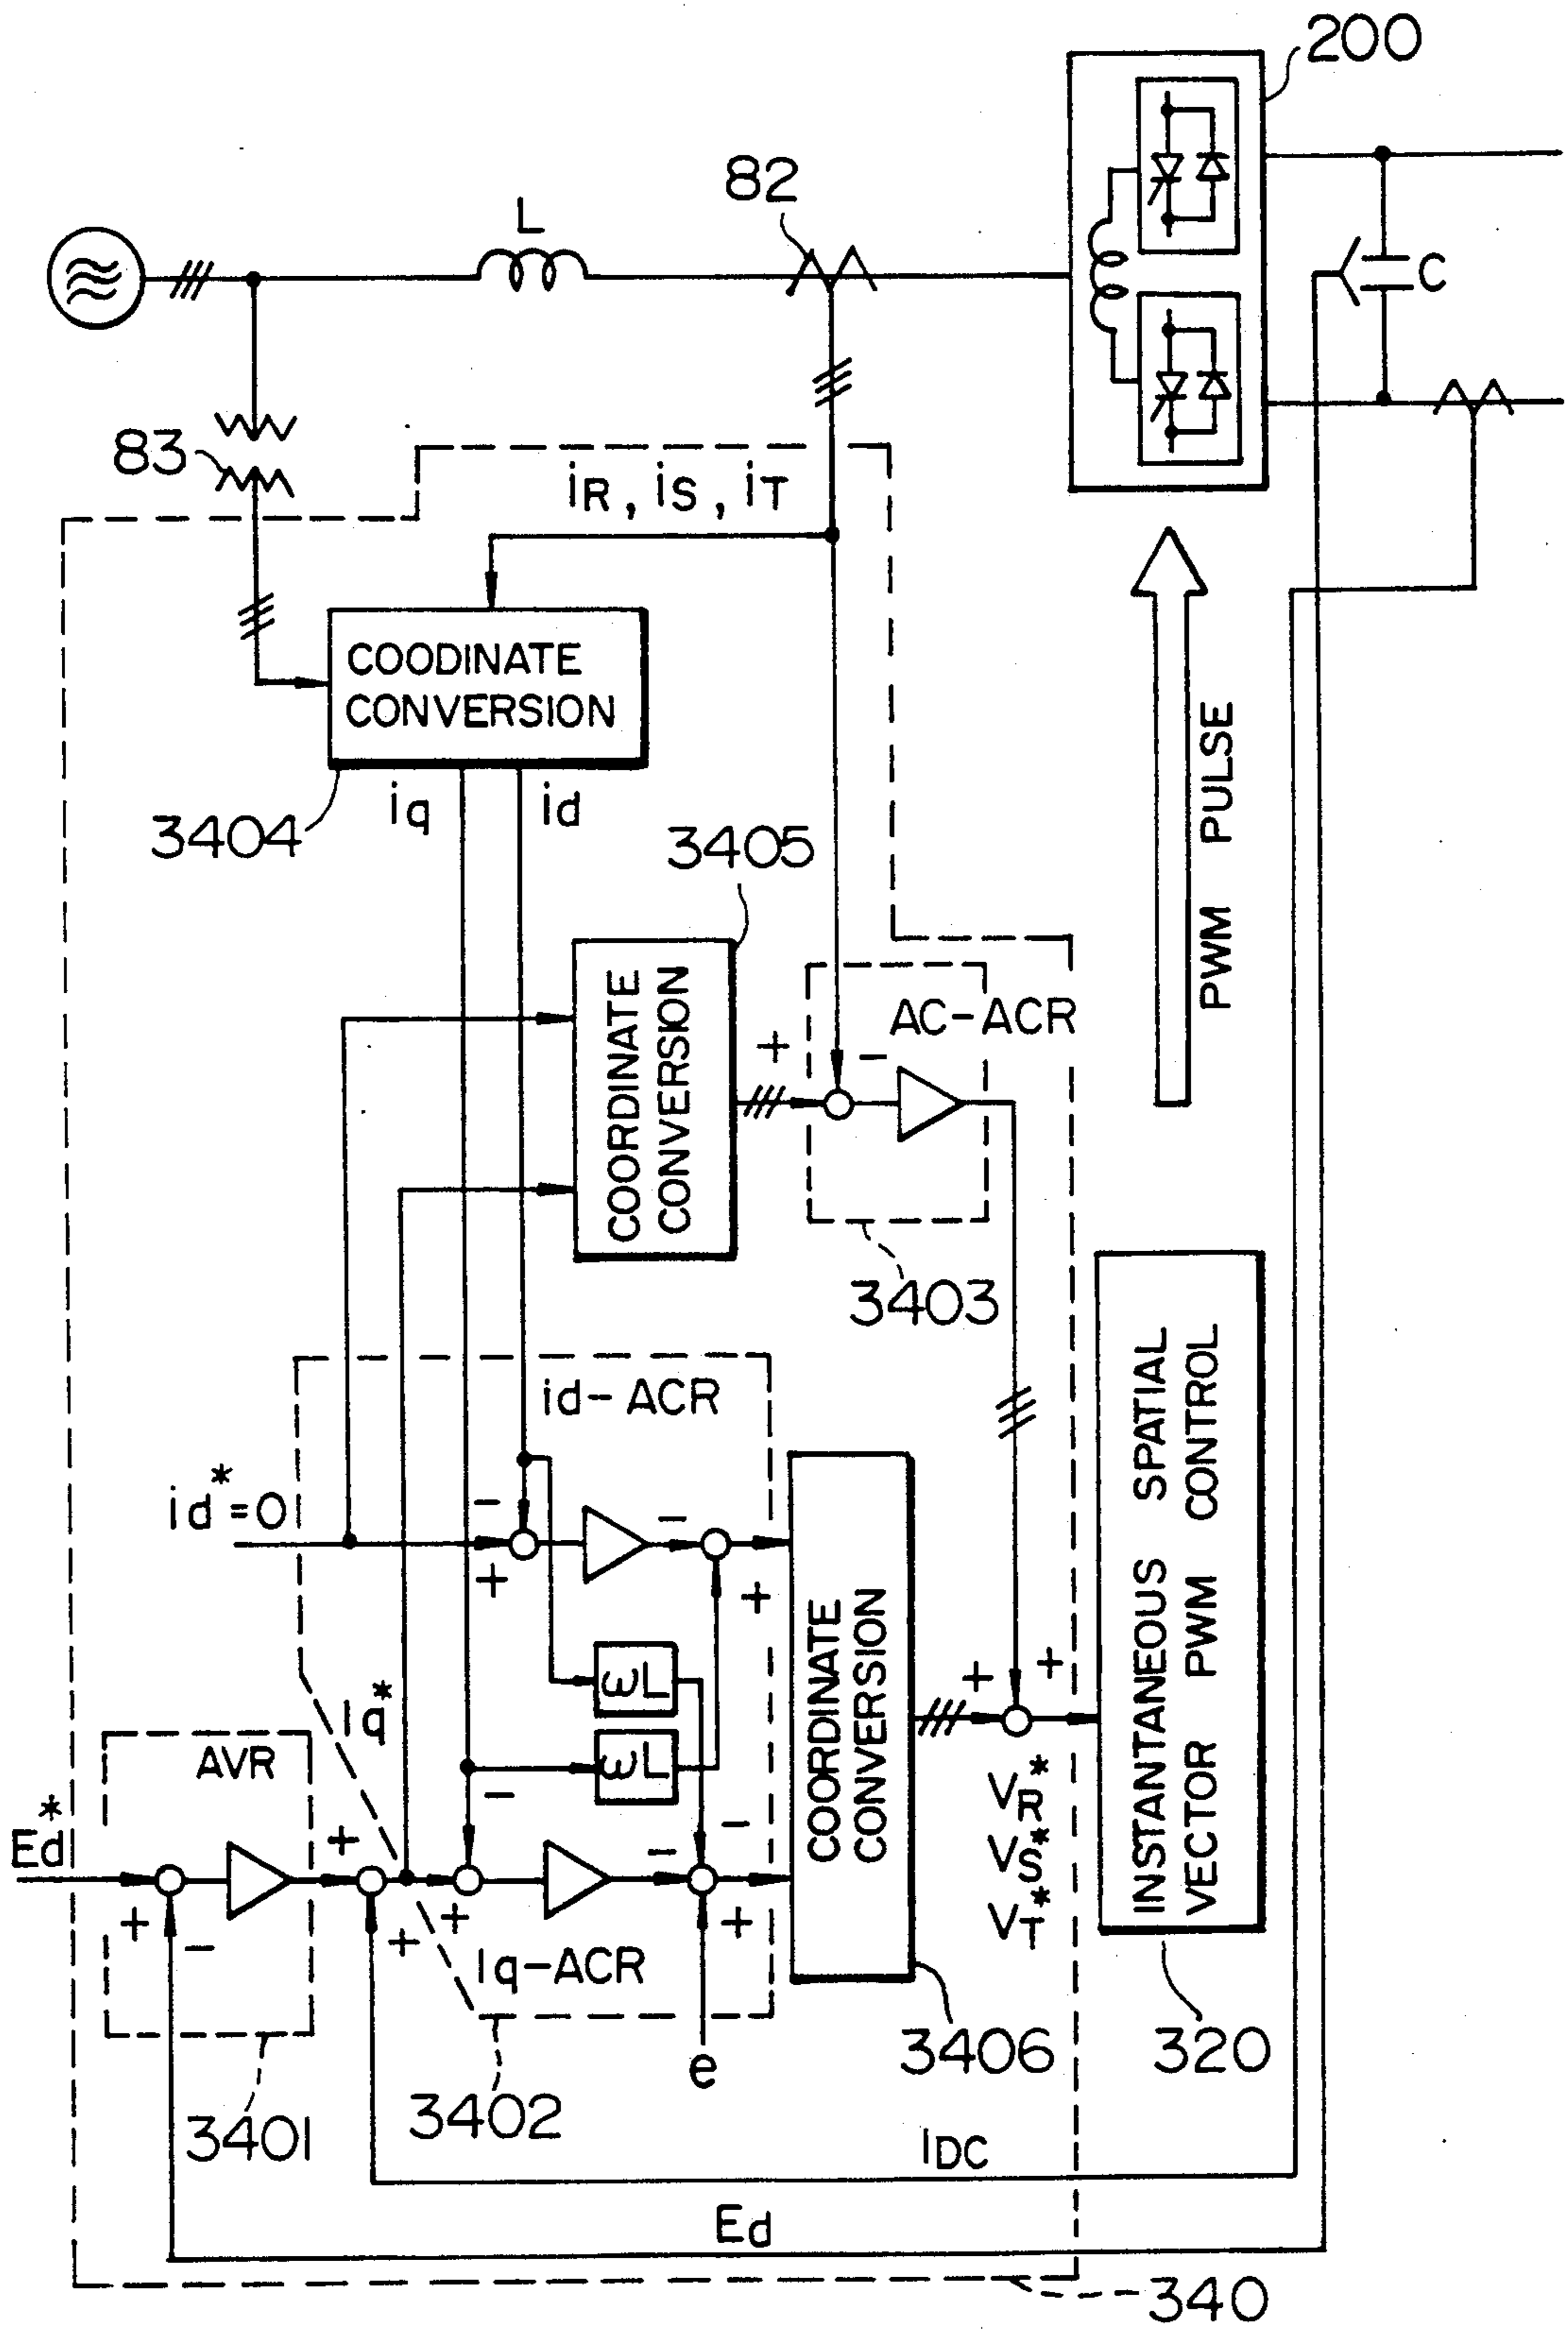 200
82
L
C
83
iR, iS, iT
COODINATE
CONVERSION
3404
iq
id
3405
PWM PULSE
COORDINATE
CONVERSION
AC-ACR
+
-
3403
id-ACR
id*=0
-
+
-
+
ωL
ωL
Iq*
AVR
Ed*
+
-
+
+
-
+
Iq-ACR
-
-
+
e
COORDINATE
CONVERSION
+
+
VR*
VS*
VT*
INSTANTANEOUS SPATIAL
VECTOR PWM CONTROL
3401
3402
3406
320
IDC
Ed
340